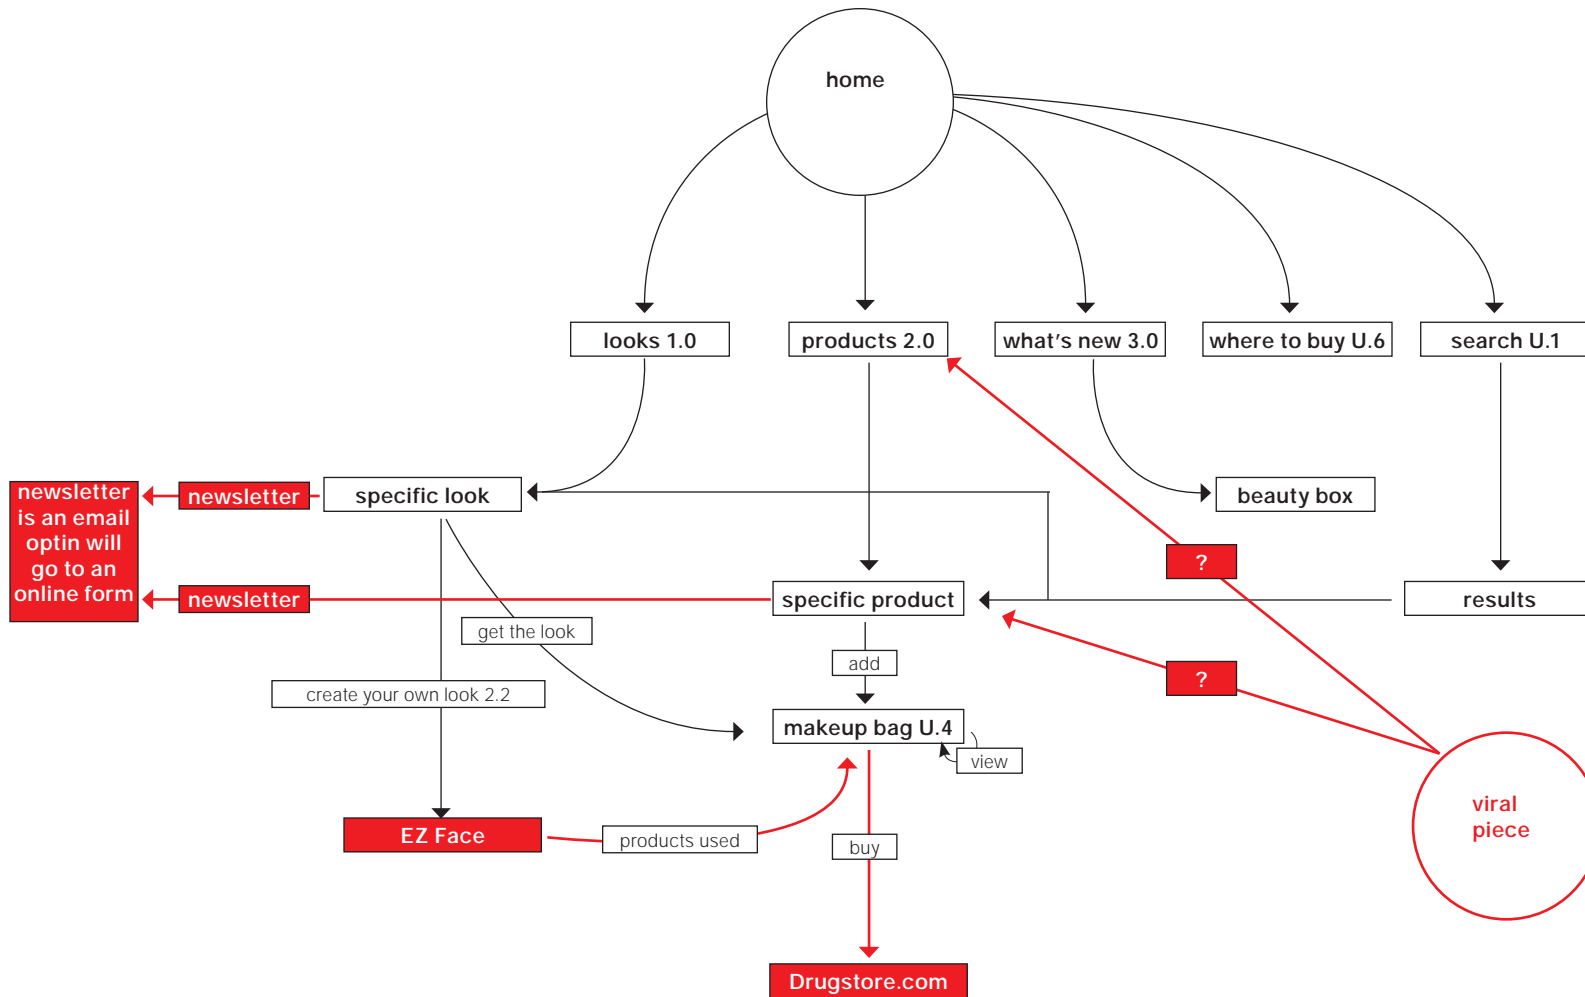 home
looks 1.0
products 2.0
what's new 3.0
where to buy U.6
search U.1
newsletter
is an email
optin will
go to an
online form
newsletter
specific look
beauty box
?
newsletter
specific product
results
get the look
add
?
create your own look 2.2
makeup bag U.4
view
viral
piece
EZ Face
products used
buy
Drugstore.com